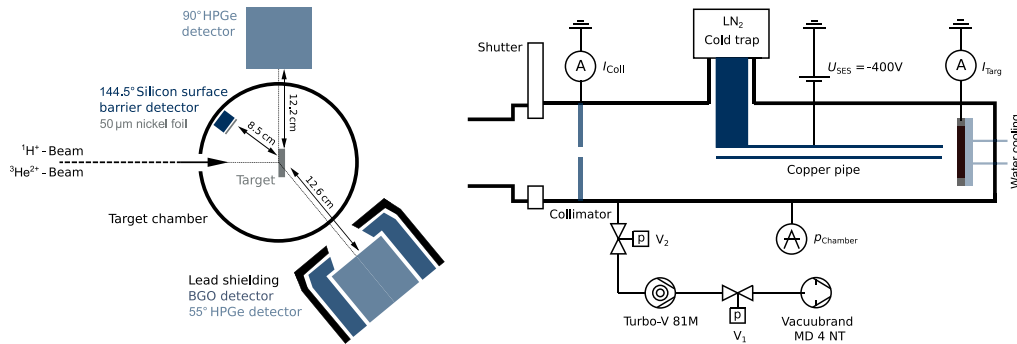 90° HPGe
detector
144.5° Silicon surface
barrier detector
50 µm nickel foil
12.2 cm
8.5 cm
¹H⁺ - Beam
³He²⁺ - Beam
Target
12.6 cm
Target chamber
Lead shielding
BGO detector
55° HPGe detector
Shutter
A
I_Coll
LN₂
Cold trap
U_SES = -400V
A
I_Targ
Copper pipe
Water cooling
Collimator
p
V₂
p_Chamber
Turbo-V 81M
p
V₁
Vacuubrand
MD 4 NT